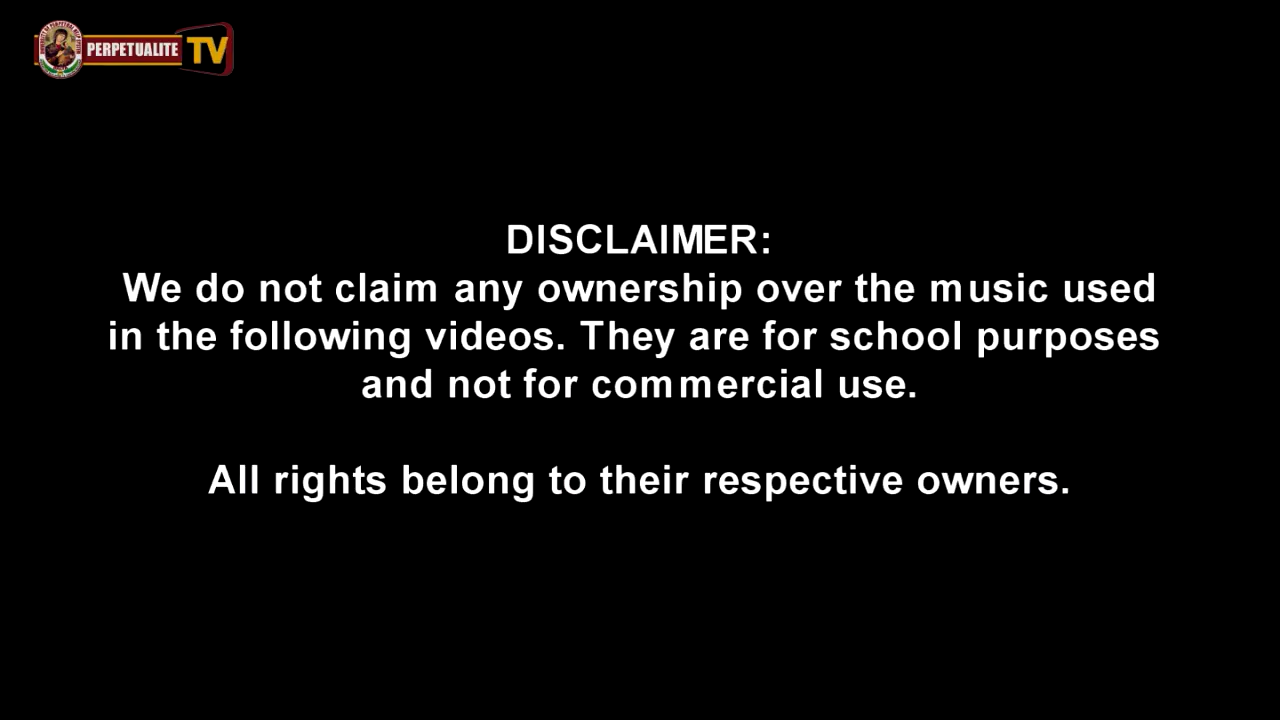 PERPETUALITE TV
DISCLAIMER:
We do not claim any ownership over the music used
in the following videos. They are for school purposes
and not for commercial use.
All rights belong to their respective owners.